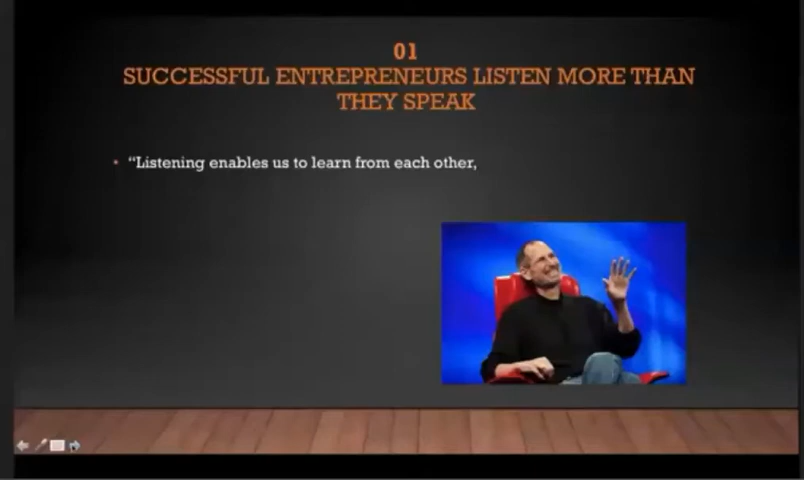 01
SUCCESSFUL ENTREPRENEURS LISTEN MORE THAN
THEY SPEAK
• “Listening enables us to learn from each other,